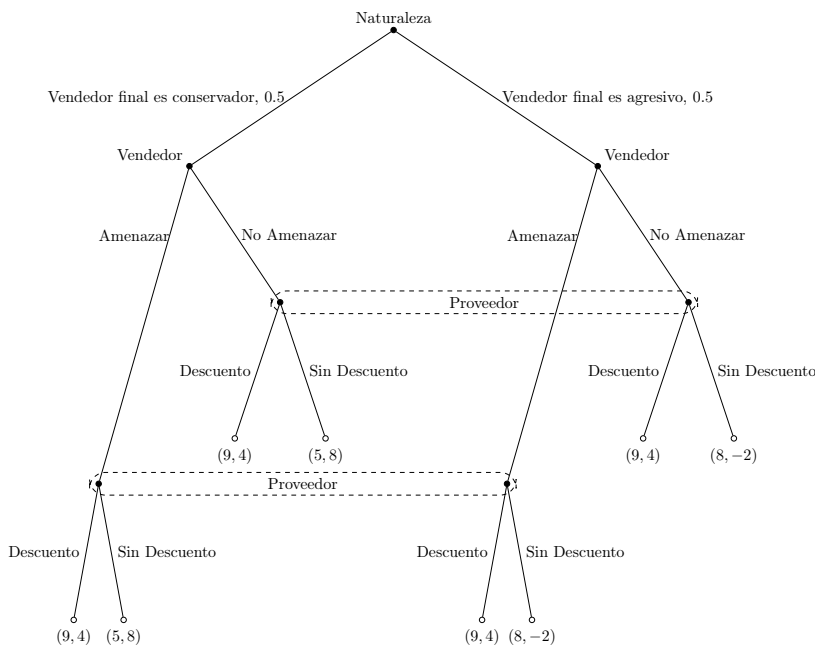 Naturaleza
Vendedor final es conservador, 0.5
Vendedor final es agresivo, 0.5
Vendedor
Vendedor
Amenazar
No Amenazar
Amenazar
No Amenazar
Proveedor
Descuento
Sin Descuento
Descuento
Sin Descuento
(9, 4)
(5, 8)
(9, 4)
(8, −2)
Proveedor
Descuento
Sin Descuento
Descuento
Sin Descuento
(9, 4)
(5, 8)
(9, 4)
(8, −2)